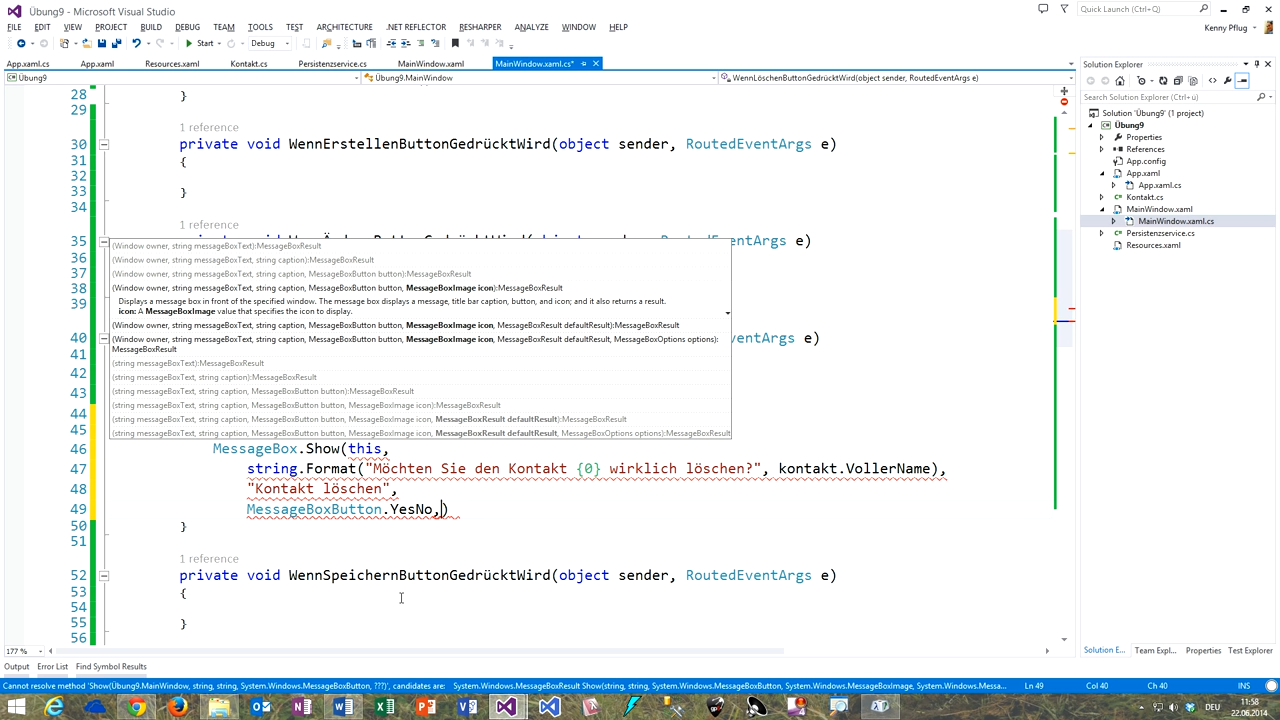 Übung9 - Microsoft Visual Studio
Quick Launch (Ctrl+Q)
FILE EDIT VIEW PROJECT BUILD DEBUG TEAM TOOLS TEST ARCHITECTURE .NET REFLECTOR RESHARPER ANALYZE WINDOW HELP
Kenny Pflug
Start Debug
App.xaml.cs App.xaml Resources.xaml Kontakt.cs Persistenzservice.cs MainWindow.xaml MainWindow.xaml.cs*
Übung9 Übung9.MainWindow WennLöschenButtonGedrücktWird(object sender, RoutedEventArgs e)
28 }
29
1 reference
30 private void WennErstellenButtonGedrücktWird(object sender, RoutedEventArgs e)
31 {
32
33 }
34
1 reference
35
(Window owner, string messageBoxText):MessageBoxResult
36
(Window owner, string messageBoxText, string caption):MessageBoxResult
37
(Window owner, string messageBoxText, string caption, MessageBoxButton button):MessageBoxResult
38
(Window owner, string messageBoxText, string caption, MessageBoxButton button, MessageBoxImage icon):MessageBoxResult
39
Displays a message box in front of the specified window. The message box displays a message, title bar caption, button, and icon; and it also returns a result.
icon: A MessageBoxImage value that specifies the icon to display.
(Window owner, string messageBoxText, string caption, MessageBoxButton button, MessageBoxImage icon, MessageBoxResult defaultResult):MessageBoxResult
40
(Window owner, string messageBoxText, string caption, MessageBoxButton button, MessageBoxImage icon, MessageBoxResult defaultResult, MessageBoxOptions options):
MessageBoxResult
41
(string messageBoxText):MessageBoxResult
42
(string messageBoxText, string caption):MessageBoxResult
43
(string messageBoxText, string caption, MessageBoxButton button):MessageBoxResult
(string messageBoxText, string caption, MessageBoxButton button, MessageBoxImage icon):MessageBoxResult
44
(string messageBoxText, string caption, MessageBoxButton button, MessageBoxImage icon, MessageBoxResult defaultResult):MessageBoxResult
45
(string messageBoxText, string caption, MessageBoxButton button, MessageBoxImage icon, MessageBoxResult defaultResult, MessageBoxOptions options):MessageBoxResult
46 MessageBox.Show(this,
47 string.Format("Möchten Sie den Kontakt {0} wirklich löschen?", kontakt.VollerName),
48 "Kontakt löschen",
49 MessageBoxButton.YesNo,)
50 }
51
1 reference
52 private void WennSpeichernButtonGedrücktWird(object sender, RoutedEventArgs e)
53 {
54
55 }
56
177 %
Solution Explorer
Search Solution Explorer (Ctrl+ü)
Solution 'Übung9' (1 project)
Übung9
Properties
References
App.config
App.xaml
App.xaml.cs
Kontakt.cs
MainWindow.xaml
MainWindow.xaml.cs
Persistenzservice.cs
Resources.xaml
Solution E... Team Expl... Properties Test Explorer
Output Error List Find Symbol Results
Cannot resolve method 'Show(Übung9.MainWindow, string, string, System.Windows.MessageBoxButton, ???)', candidates are: System.Windows.MessageBoxResult Show(System.Windows.Window, string, string, System.Windows.MessageBoxButton, System.Windows.MessageBoxImage, System.Windows.Messa...
Ln 49 Col 40 Ch 40 INS
DEU
11:58
22.06.2014